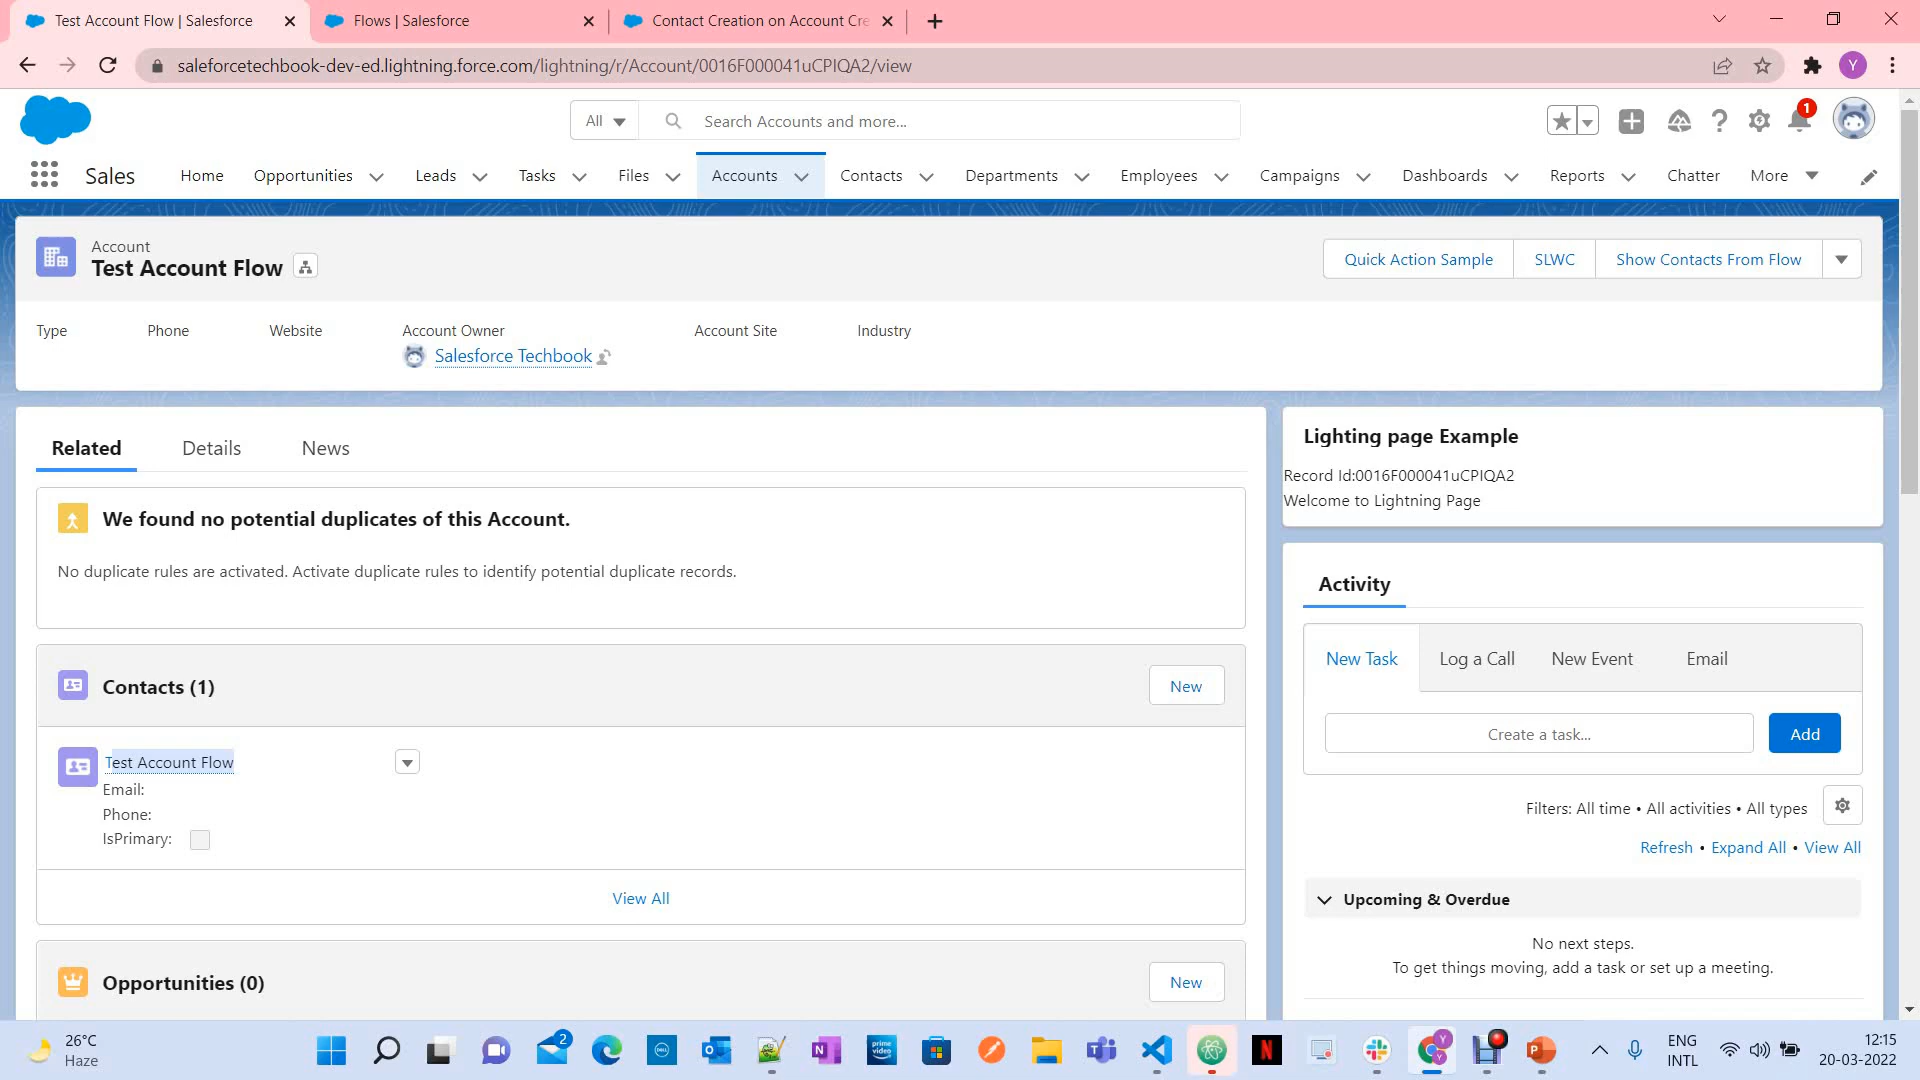 Test Account Flow | Salesforce
Flows | Salesforce
Contact Creation on Account Cre
saleforcetechbook-dev-ed.lightning.force.com/lightning/r/Account/0016F000041uCPIQA2/view
Y
All
Search Accounts and more...
1
Sales
Home
Opportunities
Leads
Tasks
Files
Accounts
Contacts
Departments
Employees
Campaigns
Dashboards
Reports
Chatter
More
Account
Test Account Flow
Quick Action Sample
SLWC
Show Contacts From Flow
Type
Phone
Website
Account Owner
Account Site
Industry
Salesforce Techbook
Related
Details
News
We found no potential duplicates of this Account.
No duplicate rules are activated. Activate duplicate rules to identify potential duplicate records.
Contacts (1)
New
Test Account Flow
Email:
Phone:
IsPrimary:
View All
Opportunities (0)
New
Lighting page Example
Record Id:0016F000041uCPIQA2
Welcome to Lightning Page
Activity
New Task
Log a Call
New Event
Email
Create a task...
Add
Filters: All time • All activities • All types
Refresh • Expand All • View All
Upcoming & Overdue
No next steps.
To get things moving, add a task or set up a meeting.
26°C
Haze
2
DELL
prime video
N
ENG
INTL
12:15
20-03-2022